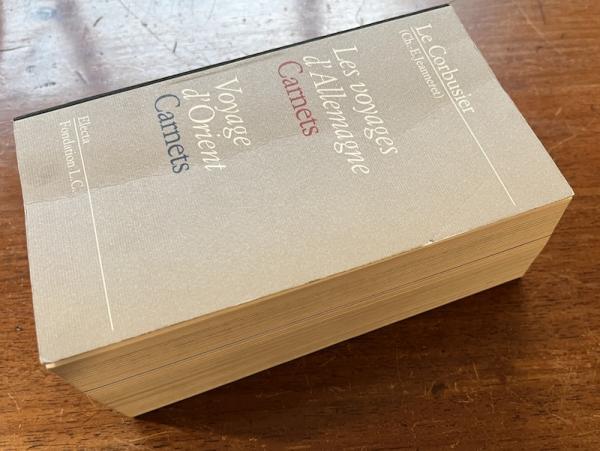 Le Corbusier
(Ch. E. Jeanneret)
Les voyages
d'Allemagne
Carnets
Voyage
d'Orient
Carnets
Electa
Fondation L.C.